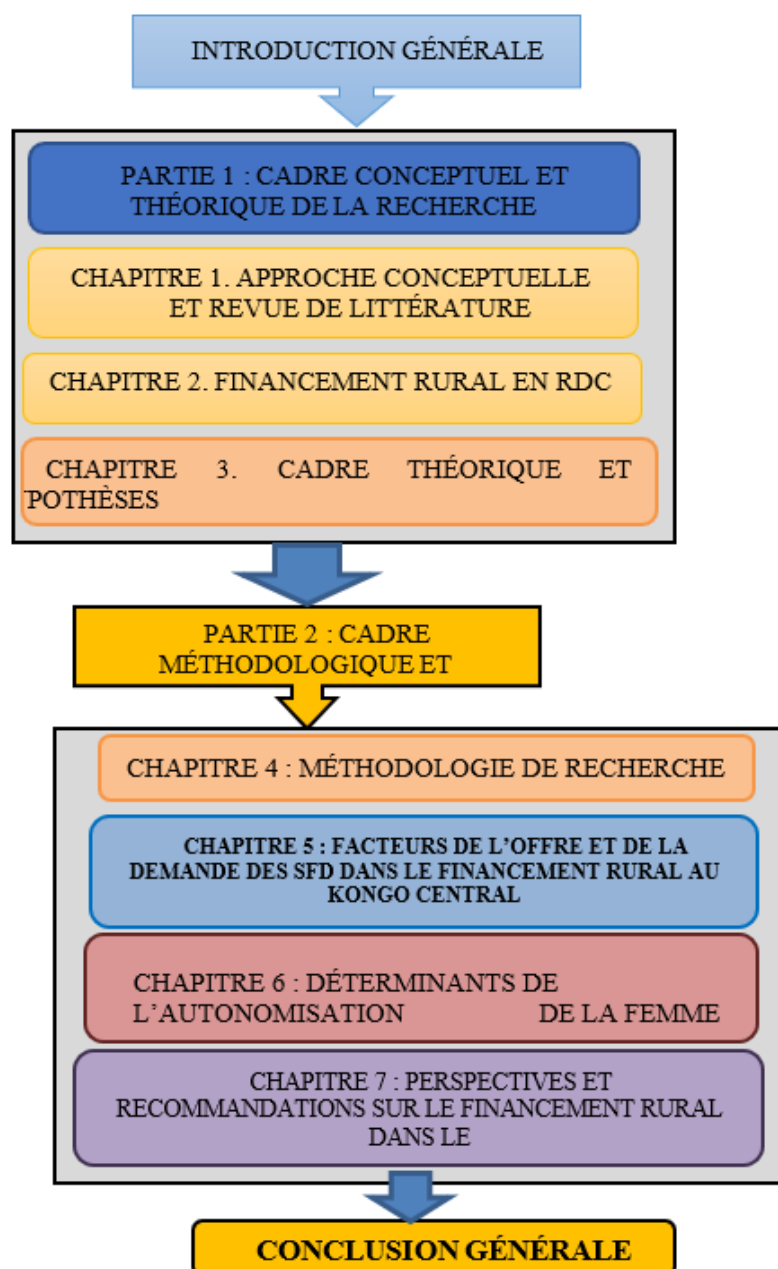 INTRODUCTION GÉNÉRALE
PARTIE 1 : CADRE CONCEPTUEL ET
THÉORIQUE DE LA RECHERCHE
CHAPITRE 1. APPROCHE CONCEPTUELLE
ET REVUE DE LITTÉRATURE
CHAPITRE 2. FINANCEMENT RURAL EN RDC
CHAPITRE 3. CADRE THÉORIQUE ET
POTHÈSES
PARTIE 2 : CADRE
MÉTHODOLOGIQUE ET
CHAPITRE 4 : MÉTHODOLOGIE DE RECHERCHE
CHAPITRE 5 : FACTEURS DE L’OFFRE ET DE LA
DEMANDE DES SFD DANS LE FINANCEMENT RURAL AU
KONGO CENTRAL
CHAPITRE 6 : DÉTERMINANTS DE
L’AUTONOMISATION DE LA FEMME
CHAPITRE 7 : PERSPECTIVES ET
RECOMMANDATIONS SUR LE FINANCEMENT RURAL
DANS LE
CONCLUSION GÉNÉRALE